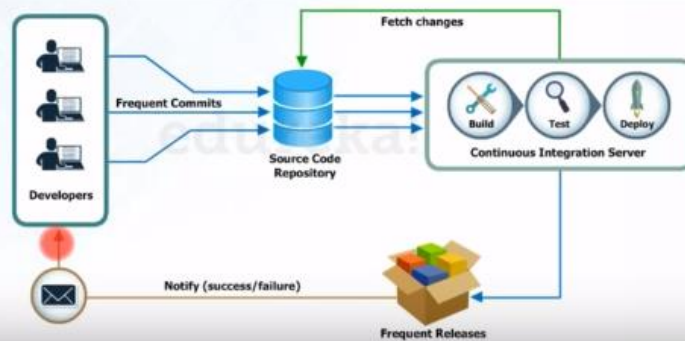 Fetch changes
Frequent Commits
Build
Test
Deploy
Source Code
Repository
Continuous Integration Server
Developers
Notify (success/failure)
Frequent Releases